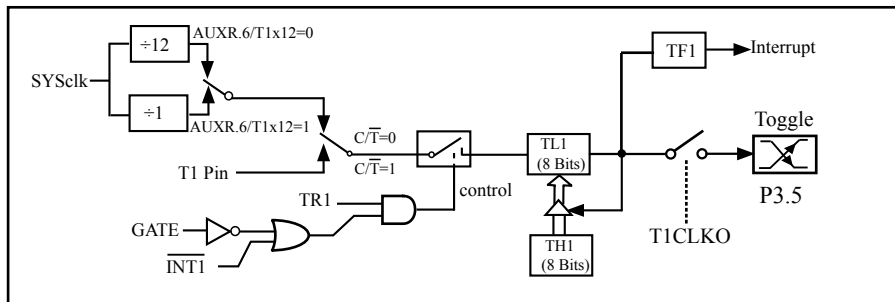 AUXR.6/T1x12=0
÷12
SYSclk
÷1
AUXR.6/T1x12=1
C/T̅=0
C/T̅=1
T1 Pin
TR1
control
GATE
I̅N̅T̅1̅
TL1
(8 Bits)
TH1
(8 Bits)
TF1
Interrupt
Toggle
P3.5
T1CLKO